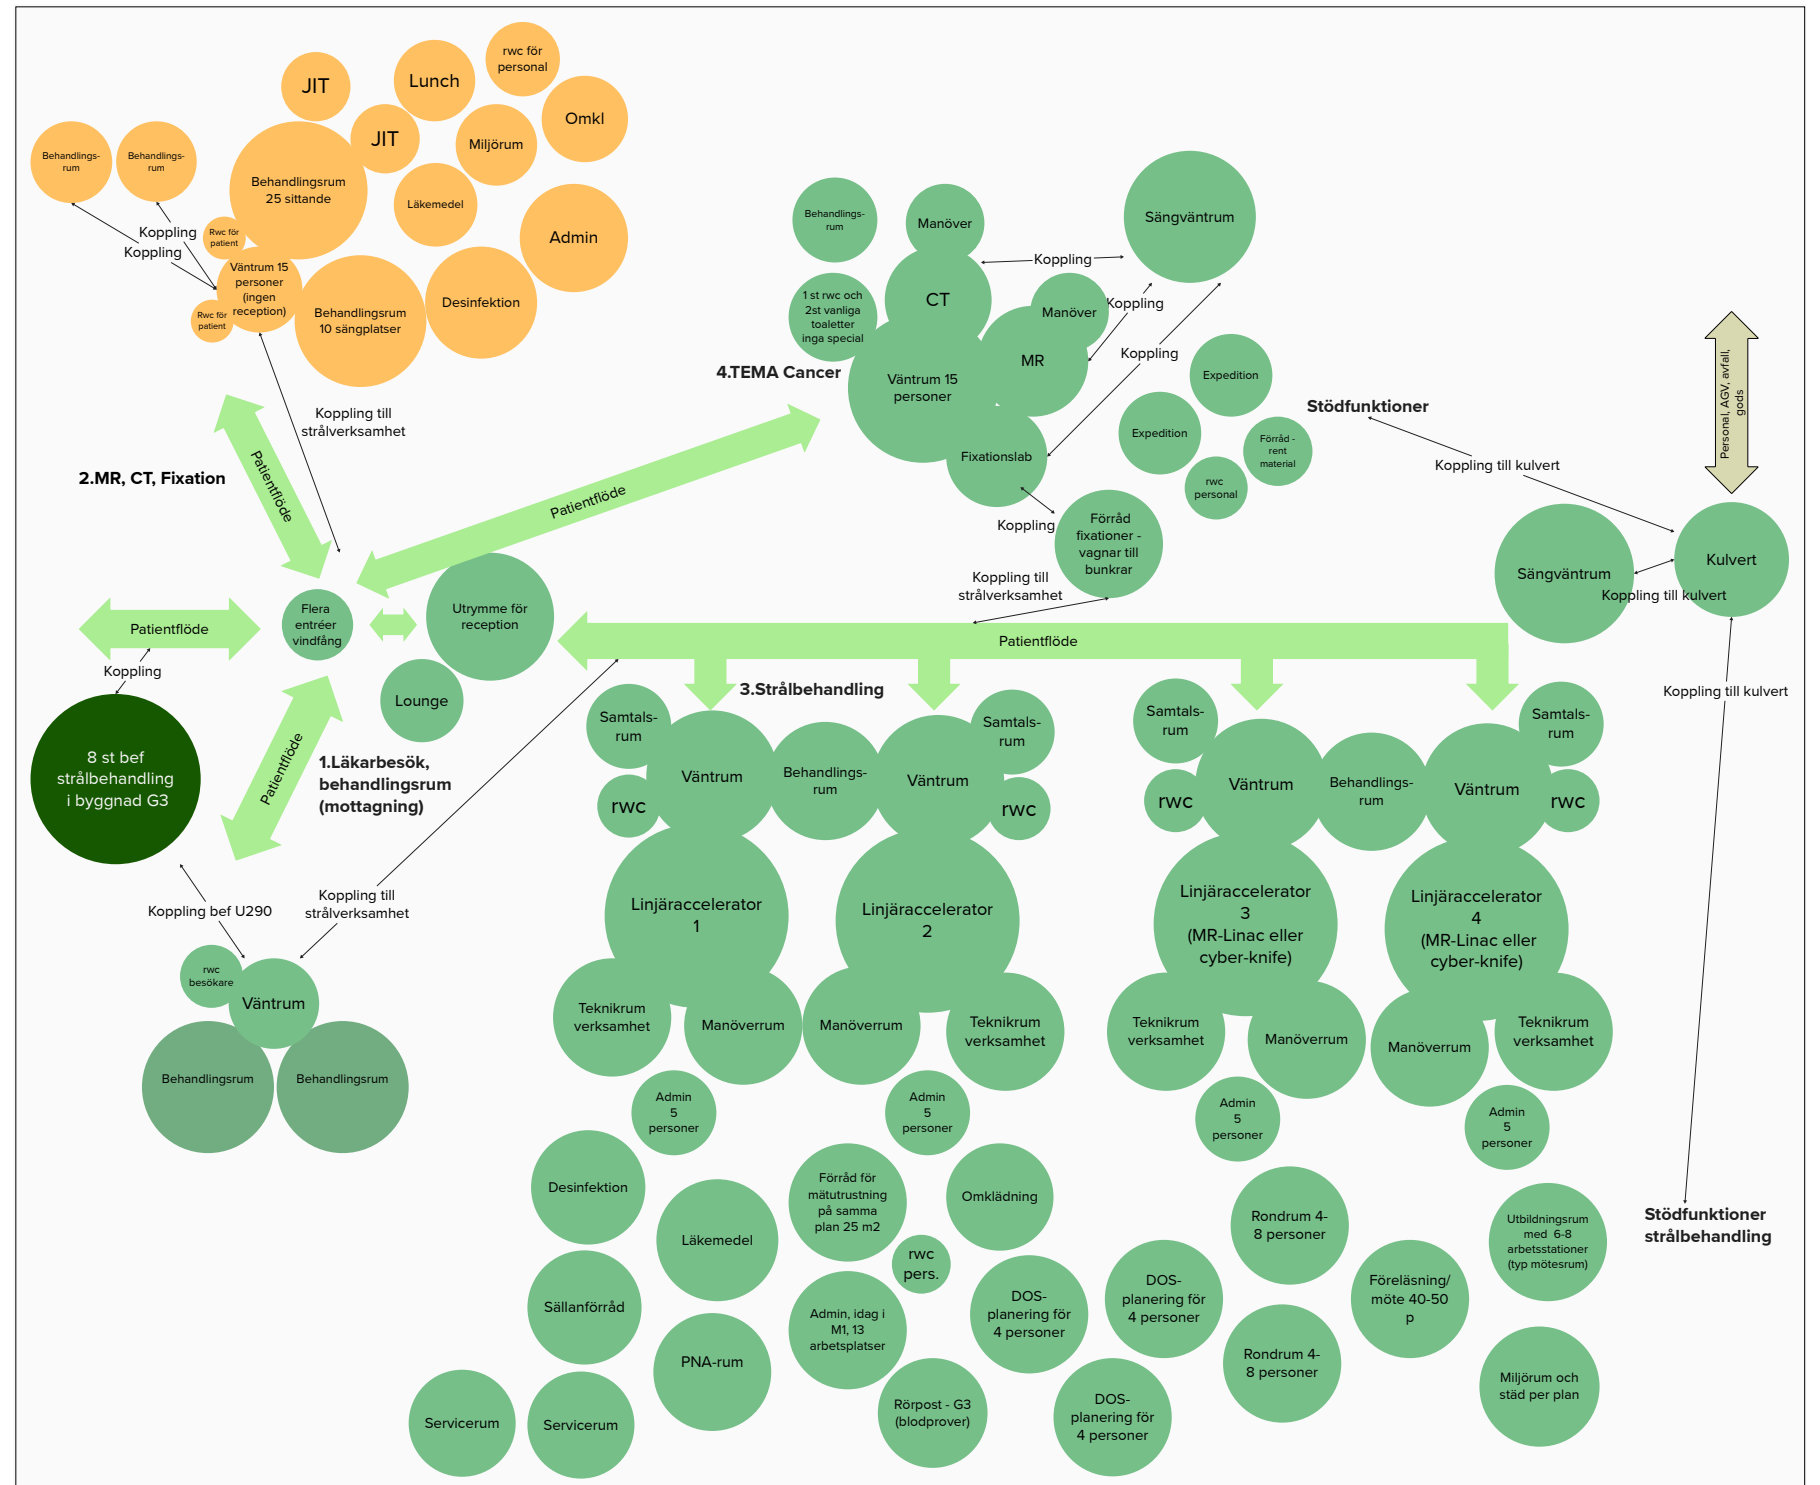 JIT
Lunch
rwc för
personal
Omkl
JIT
Miljörum
Behandlings-
rum
Behandlings-
rum
Behandlingsrum
25 sittande
Läkemedel
Admin
Koppling
Koppling
Rwc för
patient
Väntrum 15
personer
(ingen
reception)
Rwc för
patient
Behandlingsrum
10 sängplatser
Desinfektion
Koppling till
strålverksamhet
2.MR, CT, Fixation
Patientflöde
Patientflöde
Behandlings-
rum
Manöver
Sängväntrum
Koppling
CT
1 st rwc och
2st vanliga
toaletter
inga special
Manöver
Koppling
MR
Koppling
4.TEMA Cancer
Väntrum 15
personer
Expedition
Expedition
Stödfunktioner
Förråd -
rent
material
Fixationslab
rwc
personal
Koppling
Förråd
fixationer -
vagnar till
bunkrar
Koppling till
strålverksamhet
Personal, AGV, avfall,
gods
Koppling till kulvert
Sängväntrum
Kulvert
Koppling till kulvert
Koppling till kulvert
Flera
entréer
vindfång
Utrymme för
reception
Patientflöde
Patientflöde
Koppling
Lounge
8 st bef
strålbehandling
i byggnad G3
Patientflöde
1.Läkarbesök,
behandlingsrum
(mottagning)
Koppling bef U290
Koppling till
strålverksamhet
rwc
besökare
Väntrum
Behandlingsrum
Behandlingsrum
3.Strålbehandling
Samtals-
rum
Väntrum
rwc
Behandlings-
rum
Väntrum
Samtals-
rum
rwc
Samtals-
rum
rwc
Väntrum
Behandlings-
rum
Väntrum
Samtals-
rum
rwc
Linjäraccelerator
1
Linjäraccelerator
2
Linjäraccelerator
3
(MR-Linac eller
cyber-knife)
Linjäraccelerator
4
(MR-Linac eller
cyber-knife)
Teknikrum
verksamhet
Manöverrum
Manöverrum
Teknikrum
verksamhet
Teknikrum
verksamhet
Manöverrum
Manöverrum
Teknikrum
verksamhet
Admin
5
personer
Admin
5
personer
Admin
5
personer
Admin
5
personer
Desinfektion
Läkemedel
Förråd för
mätutrustning
på samma
plan 25 m2
Omklädning
rwc
pers.
Rondrum 4-
8 personer
Utbildningsrum
med 6-8
arbetsstationer
(typ mötesrum)
Stödfunktioner
strålbehandling
Sällanförråd
Admin, idag i
M1, 13
arbetsplatser
DOS-
planering för
4 personer
DOS-
planering för
4 personer
Föreläsning/
möte 40-50
p
PNA-rum
Rondrum 4-
8 personer
Miljörum och
städ per plan
Servicerum
Servicerum
Rörpost - G3
(blodprover)
DOS-
planering för
4 personer